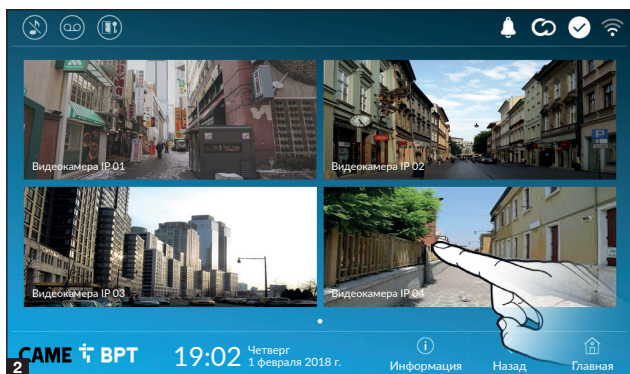 Видеокамера IP 01
Видеокамера IP 02
Видеокамера IP 03
Видеокамера IP 04
CAME BPT
19:02
Четверг
1 февраля 2018 г.
Информация
Назад
Главная
2